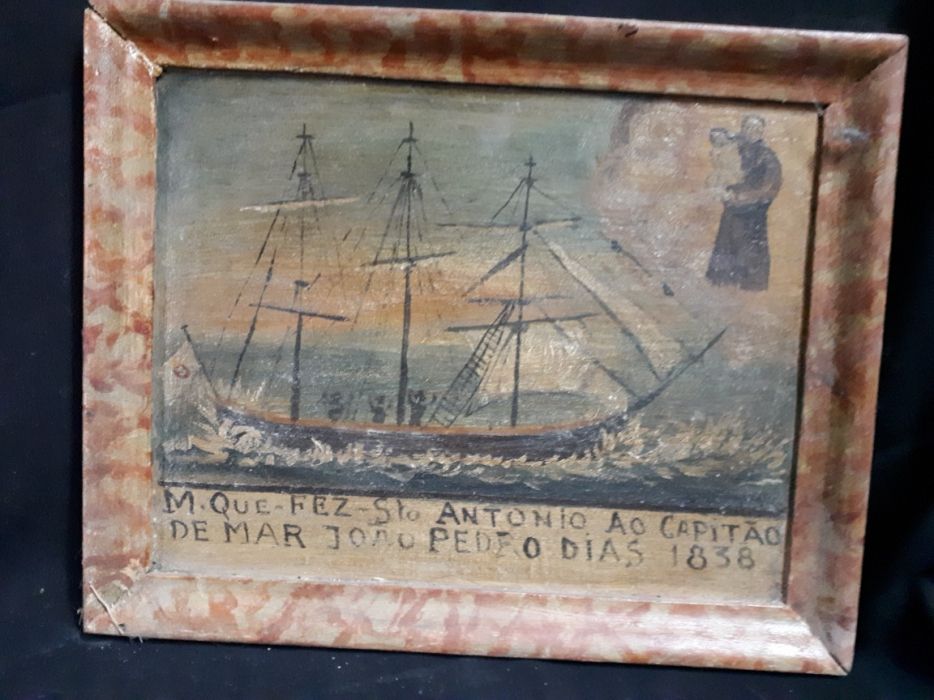 M. QUE-FEZ-Sto ANTONIO AO CAPITÃO
DE MAR JOÃO PEDRO DIAS 1838